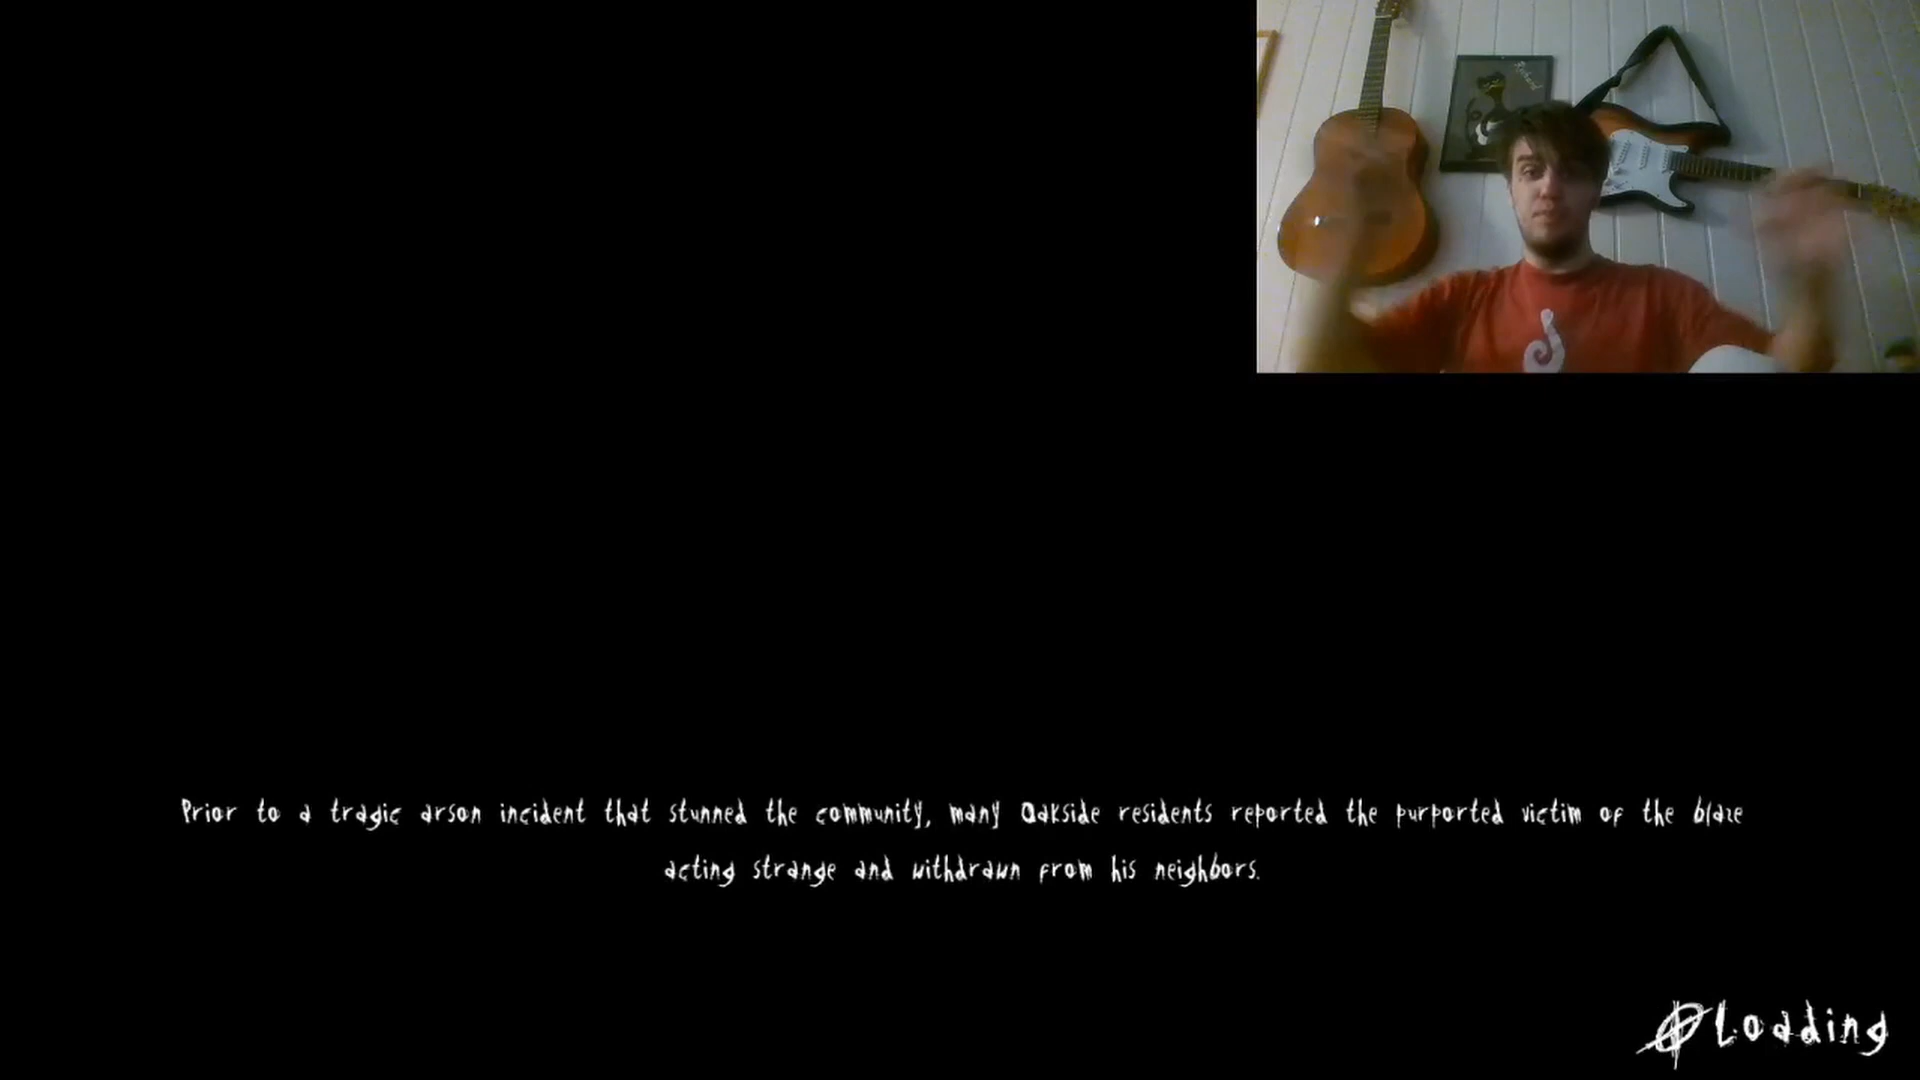 Richard
Prior to a tragic arson incident that stunned the community, many Oakside residents reported the purported victim of the blaze
acting strange and withdrawn from his neighbors.
Loading